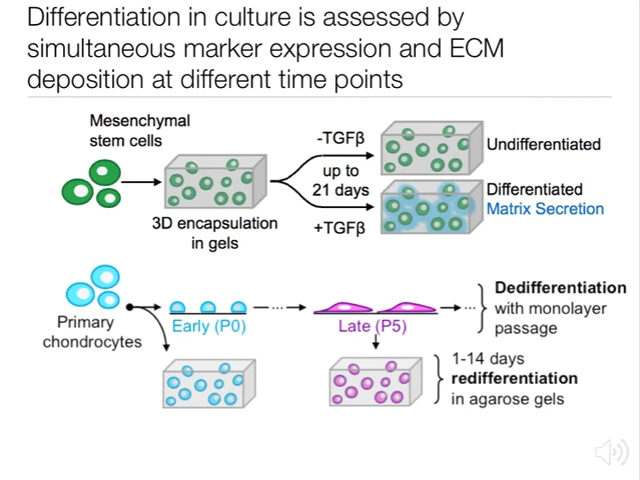 Differentiation in culture is assessed by
simultaneous marker expression and ECM
deposition at different time points
Mesenchymal
stem cells
3D encapsulation
in gels
-TGFβ
up to
21 days
+TGFβ
Undifferentiated
Differentiated
Matrix Secretion
Primary
chondrocytes
Early (P0)
...
Late (P5)
...
Dedifferentiation
with monolayer
passage
1-14 days
redifferentiation
in agarose gels